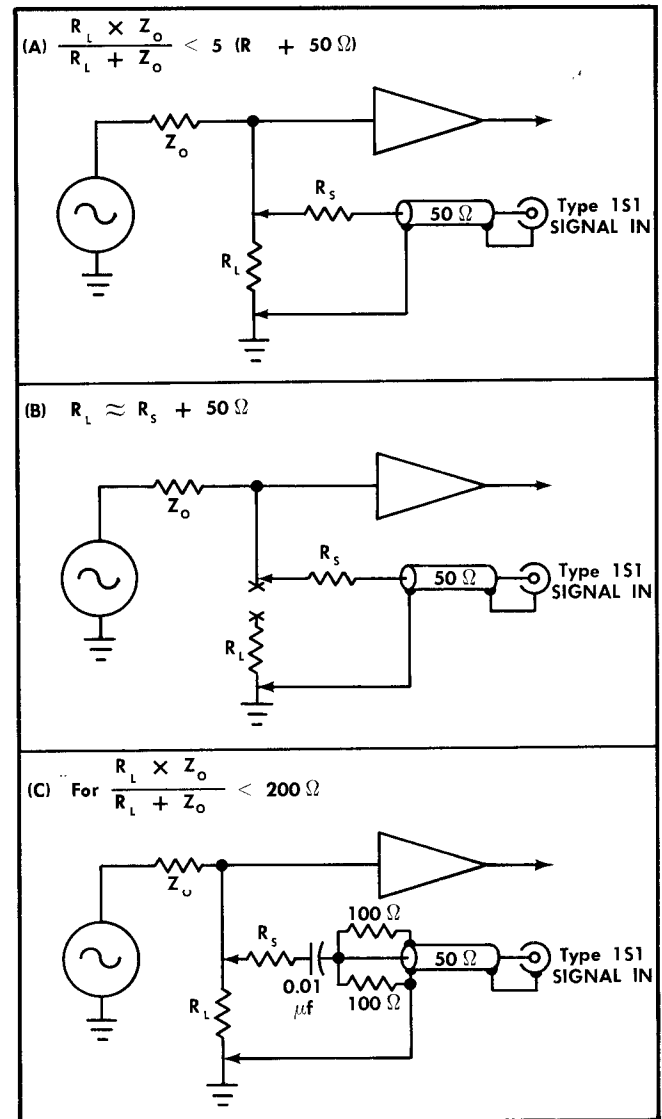 (A) R_L × Z_o / R_L + Z_o < 5 (R + 50 Ω)
Z_o
R_S
50 Ω
Type 1S1
SIGNAL IN
R_L
(B) R_L ≈ R_S + 50 Ω
Z_o
R_S
50 Ω
Type 1S1
SIGNAL IN
R_L
(C) For R_L × Z_o / R_L + Z_o < 200 Ω
Z_o
100 Ω
R_S
50 Ω
Type 1S1
SIGNAL IN
0.01
μf
100 Ω
R_L